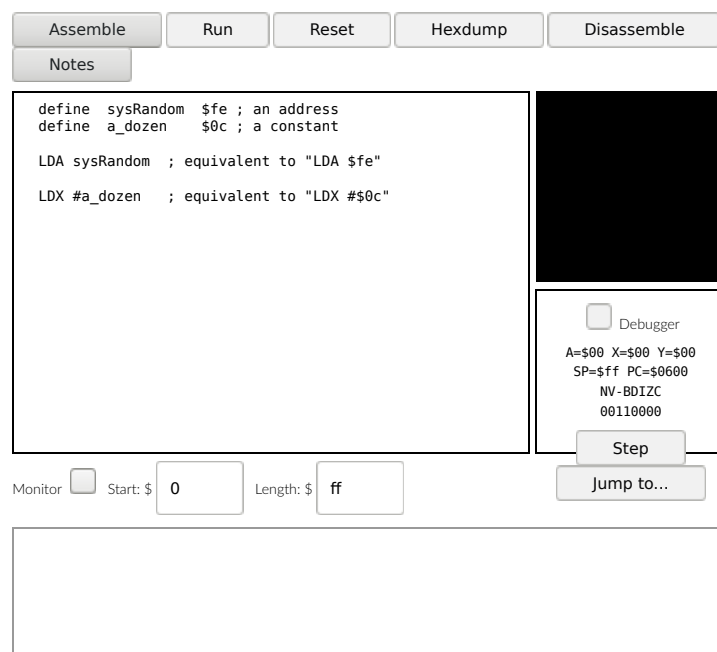 Assemble Run Reset Hexdump Disassemble
Notes
define  sysRandom  $fe ; an address
define  a_dozen    $0c ; a constant
LDA sysRandom  ; equivalent to "LDA $fe"
LDX #a_dozen   ; equivalent to "LDX #$0c"
Debugger
A=$00 X=$00 Y=$00
SP=$ff PC=$0600
NV-BDIZC
00110000
Step
Jump to...
Monitor Start: $ 0 Length: $ ff